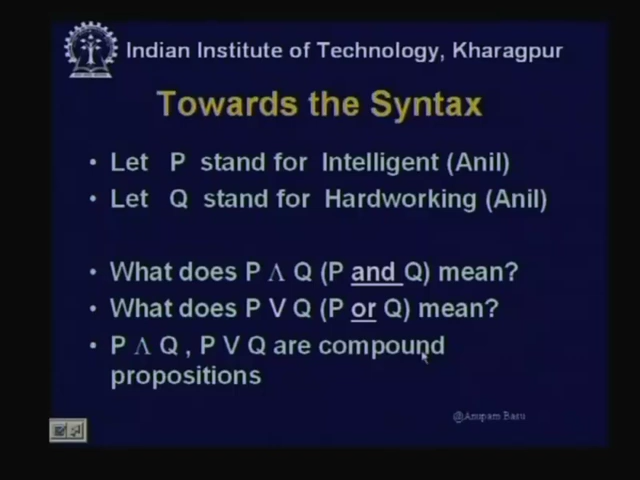 Indian Institute of Technology, Kharagpur
Towards the Syntax
• Let P stand for Intelligent (Anil)
• Let Q stand for Hardworking (Anil)
• What does P Λ Q (P and Q) mean?
• What does P V Q (P or Q) mean?
• P Λ Q , P V Q are compound
propositions
@Anupam Basu